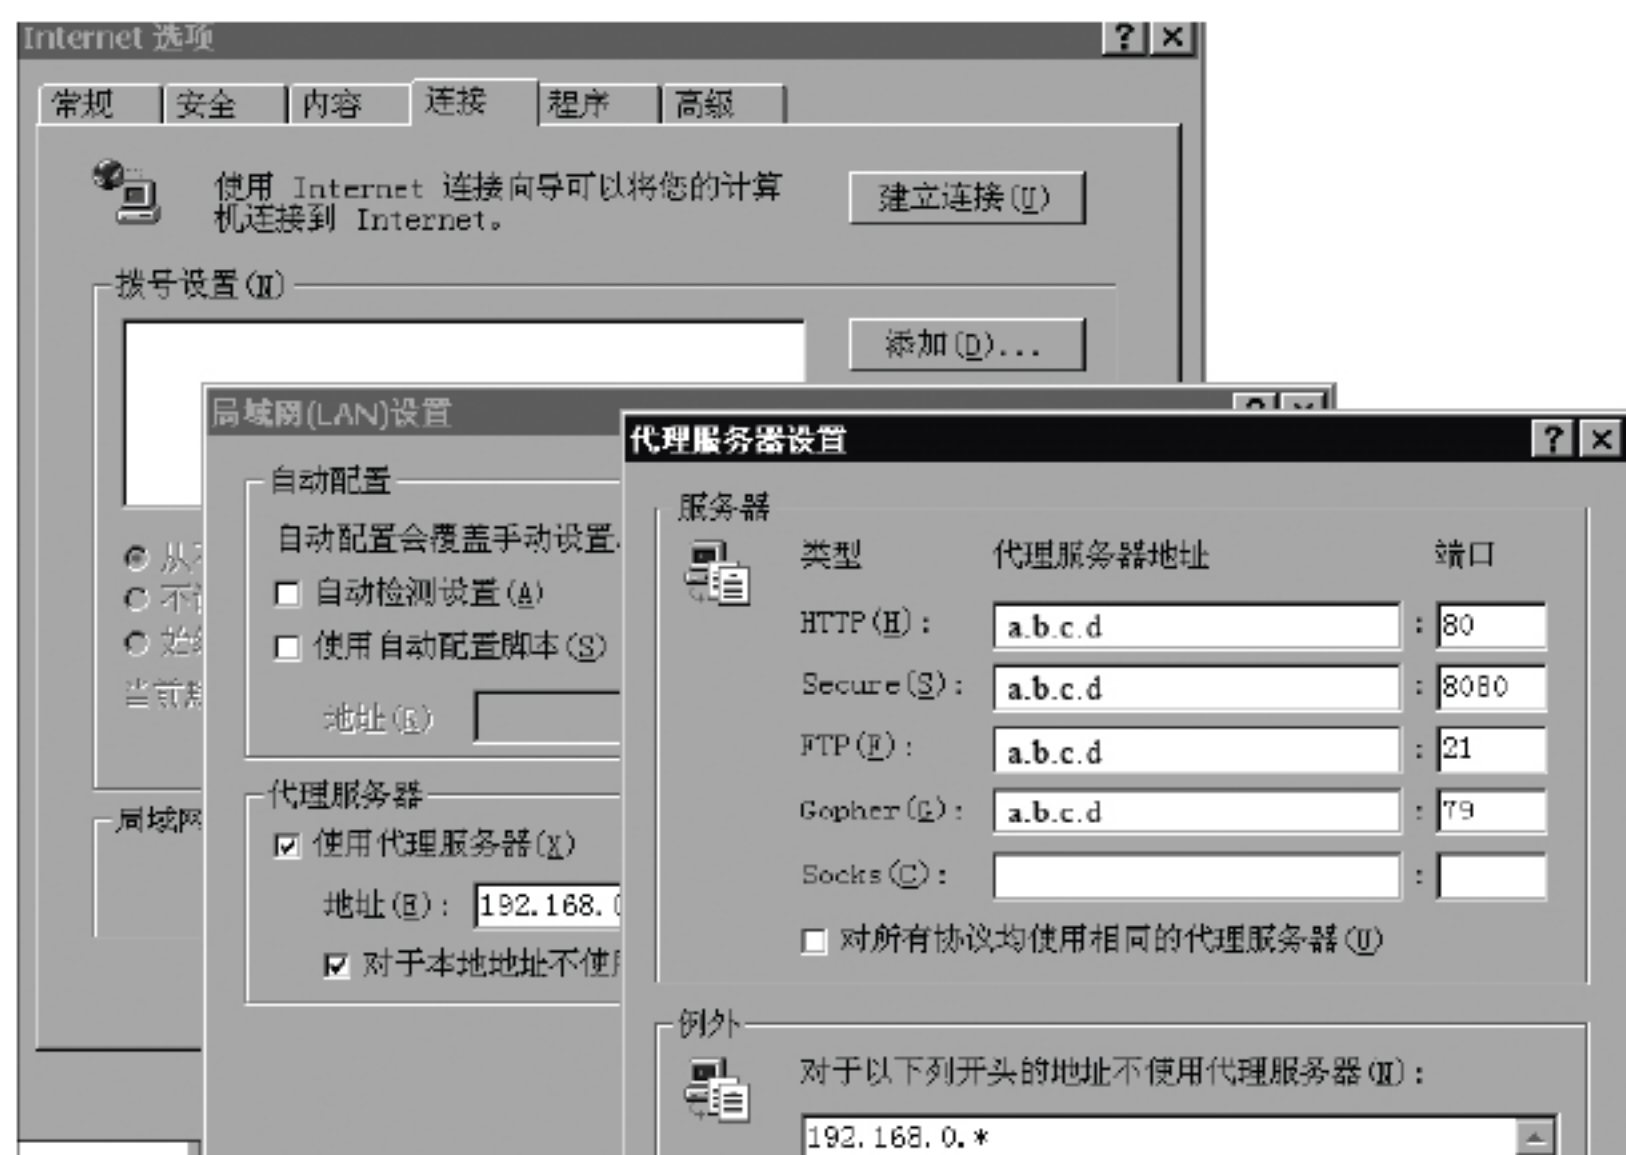 Internet 选项
常规 安全 内容 连接 程序 高级
使用 Internet 连接向导可以将您的计算
机连接到 Internet。
建立连接(U)
拨号设置(N)
添加(D)...
从
不
始
当前
局域网
局域网(LAN)设置
自动配置
自动配置会覆盖手动设置.
自动检测设置(A)
使用自动配置脚本(S)
地址(R)
代理服务器
使用代理服务器(X)
地址(E): 192.168.0
对于本地地址不使
代理服务器设置
服务器
类型 代理服务器地址 端口
HTTP(H): a.b.c.d : 80
Secure(S): a.b.c.d : 8080
FTP(F): a.b.c.d : 21
Gopher(G): a.b.c.d : 79
Socks(C): :
对所有协议均使用相同的代理服务器(U)
例外
对于以下列开头的地址不使用代理服务器(N):
192.168.0.*